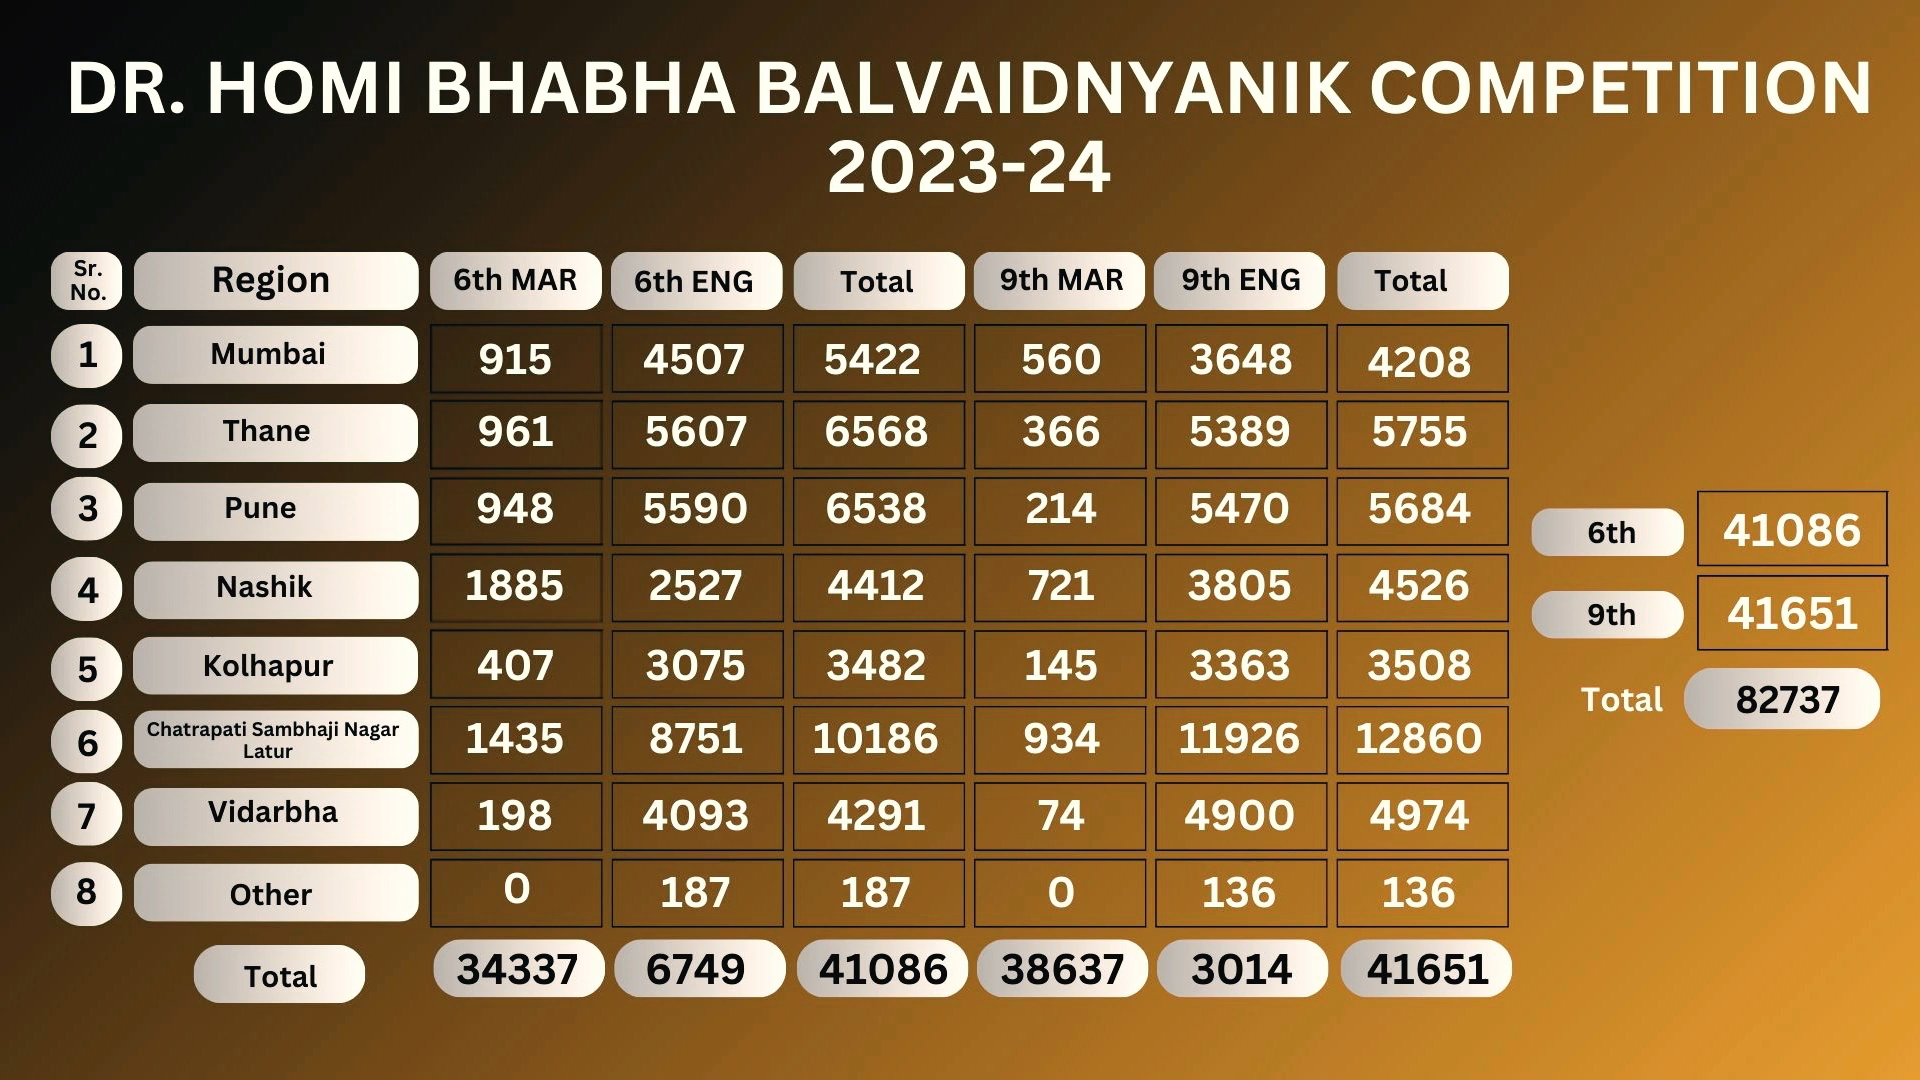 DR. HOMI BHABHA BALVAIDNYANIK COMPETITION
2023-24
Sr. No. Region 6th MAR 6th ENG Total 9th MAR 9th ENG Total
1 Mumbai 915 4507 5422 560 3648 4208
2 Thane 961 5607 6568 366 5389 5755
3 Pune 948 5590 6538 214 5470 5684
4 Nashik 1885 2527 4412 721 3805 4526
5 Kolhapur 407 3075 3482 145 3363 3508
6 Chatrapati Sambhaji Nagar Latur 1435 8751 10186 934 11926 12860
7 Vidarbha 198 4093 4291 74 4900 4974
8 Other 0 187 187 0 136 136
Total 34337 6749 41086 38637 3014 41651
6th 41086
9th 41651
Total 82737